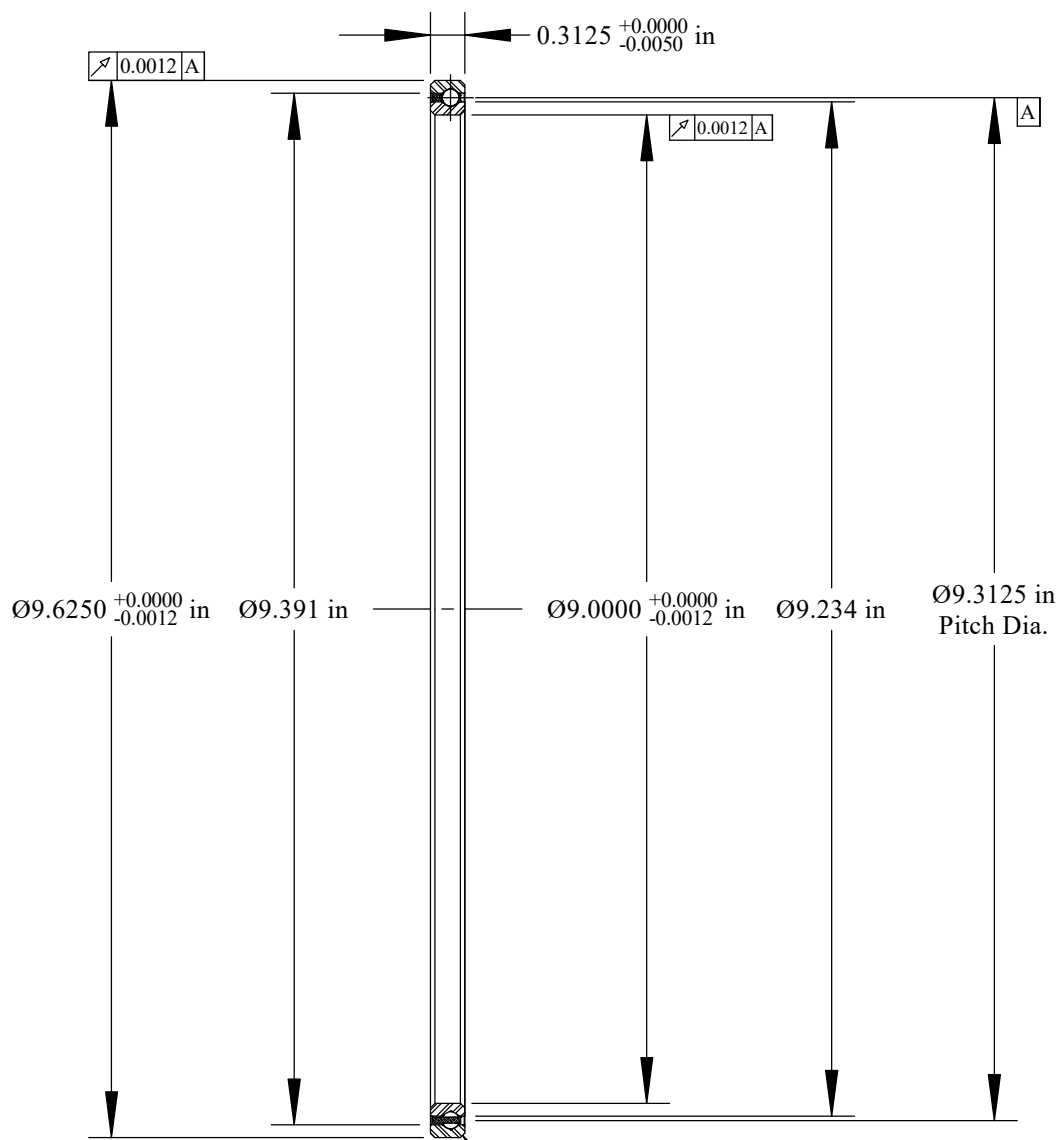 0.3125 +0.0000 -0.0050 in
0.0012 A
A
0.0012 A
Ø9.6250 +0.0000 -0.0012 in
Ø9.391 in
Ø9.0000 +0.0000 -0.0012 in
Ø9.234 in
Ø9.3125 in
Pitch Dia.